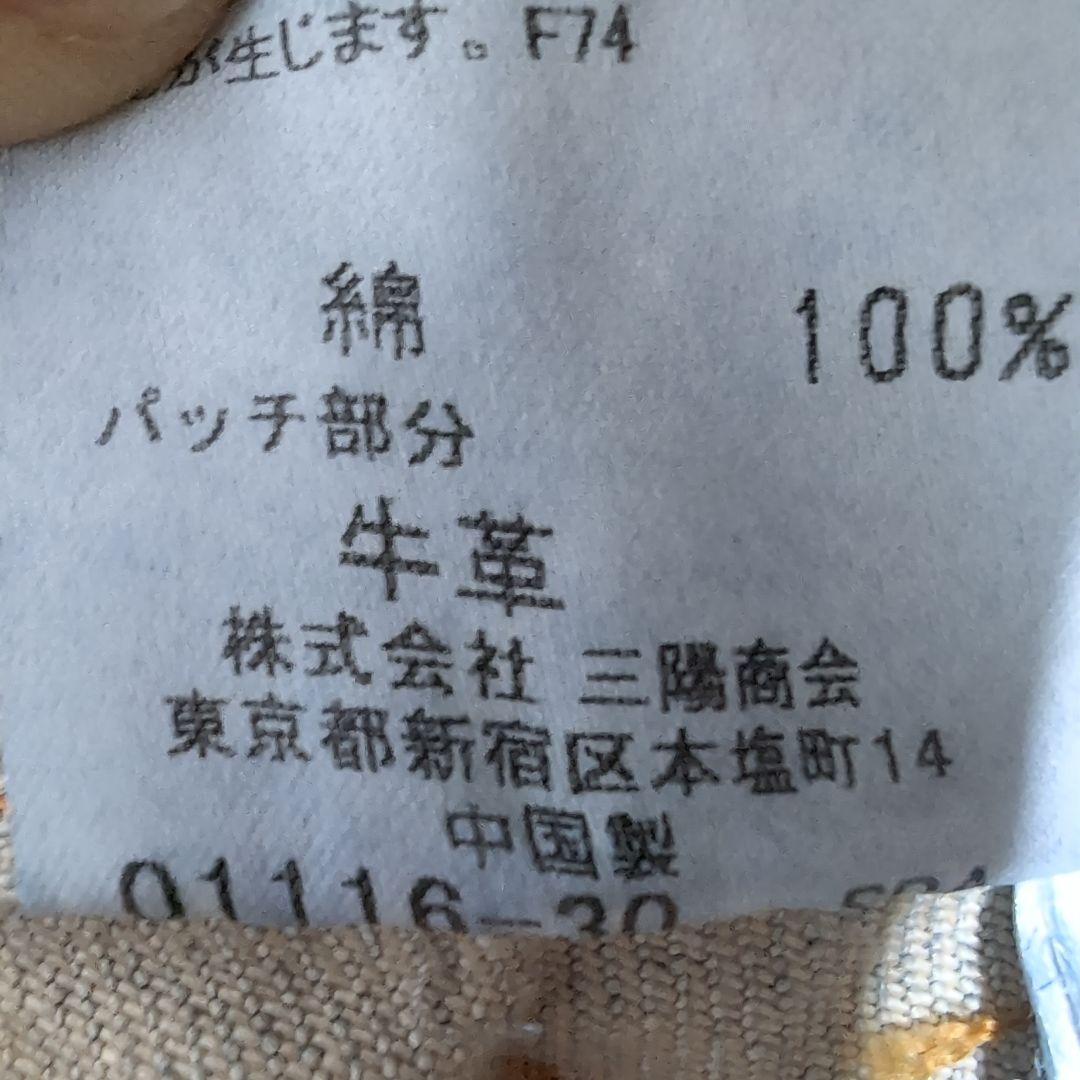 が生じます。F74
綿 100%
パッチ部分
牛革
株式会社 三陽商会
東京都新宿区本塩町14
中国製
01116-30